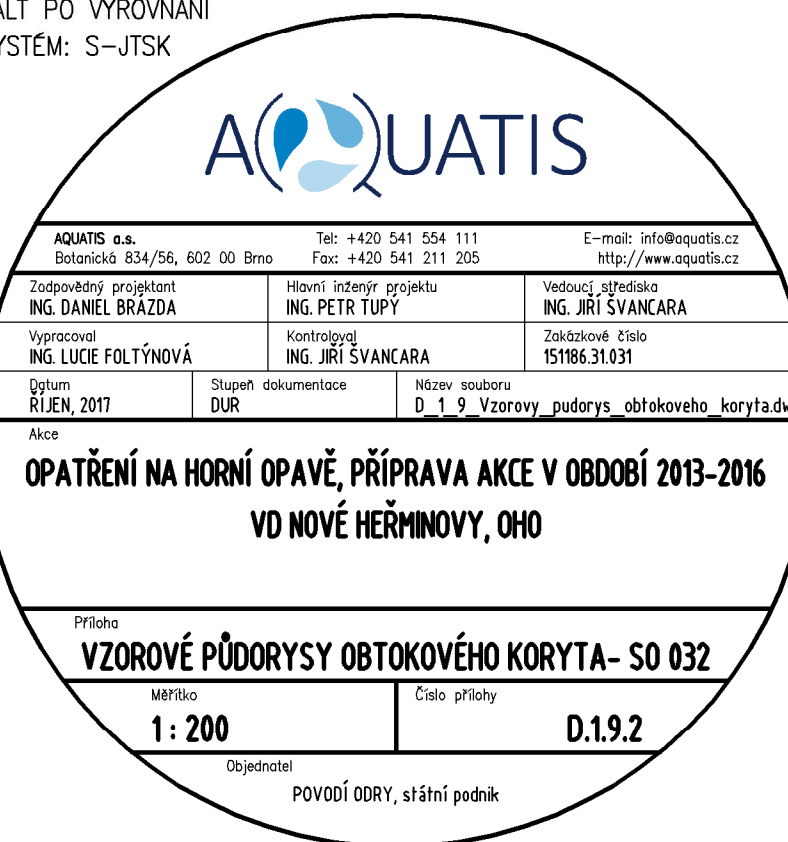 ALT PO VYROVNÁNÍ
YSTÉM: S-JTSK
AQUATIS
AQUATIS a.s.
Botanická 834/56, 602 00 Brno
Tel: +420 541 554 111
Fax: +420 541 211 205
E-mail: info@aquatis.cz
http://www.aquatis.cz
Zodpovědný projektant
ING. DANIEL BRÁZDA
Hlavní inženýr projektu
ING. PETR TUPÝ
Vedoucí střediska
ING. JIŘÍ ŠVANCARA
Vypracoval
ING. LUCIE FOLTÝNOVÁ
Kontroloval
ING. JIŘÍ ŠVANCARA
Zakázkové číslo
151186.31.031
Datum
ŘÍJEN, 2017
Stupeň dokumentace
DUR
Název souboru
D_1_9_Vzorovy_pudorys_obtokoveho_koryta.dw
Akce
OPATŘENÍ NA HORNÍ OPAVĚ, PŘÍPRAVA AKCE V OBDOBÍ 2013-2016
VD NOVÉ HEŘMINOVY, OHO
Příloha
VZOROVÉ PŮDORYSY OBTOKOVÉHO KORYTA- SO 032
Měřítko
1 : 200
Číslo přílohy
D.1.9.2
Objednatel
POVODÍ ODRY, státní podnik